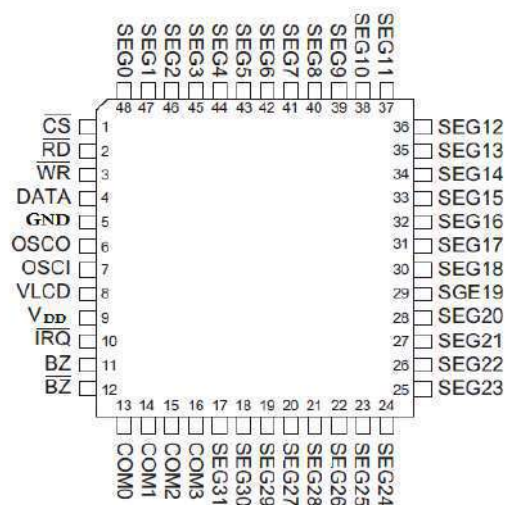 SEG0 SEG1 SEG2 SEG3 SEG4 SEG5 SEG6 SEG7 SEG8 SEG9 SEG10 SEG11
48 47 46 45 44 43 42 41 40 39 38 37
CS 1 36 SEG12
RD 2 35 SEG13
WR 3 34 SEG14
DATA 4 33 SEG15
GND 5 32 SEG16
OSCO 6 31 SEG17
OSCI 7 30 SEG18
VLCD 8 29 SGE19
VDD 9 28 SEG20
IRQ 10 27 SEG21
BZ 11 26 SEG22
BZ 12 25 SEG23
13 14 15 16 17 18 19 20 21 22 23 24
COM0 COM1 COM2 COM3 SEG31 SEG30 SEG29 SEG27 SEG28 SEG26 SEG25 SEG24